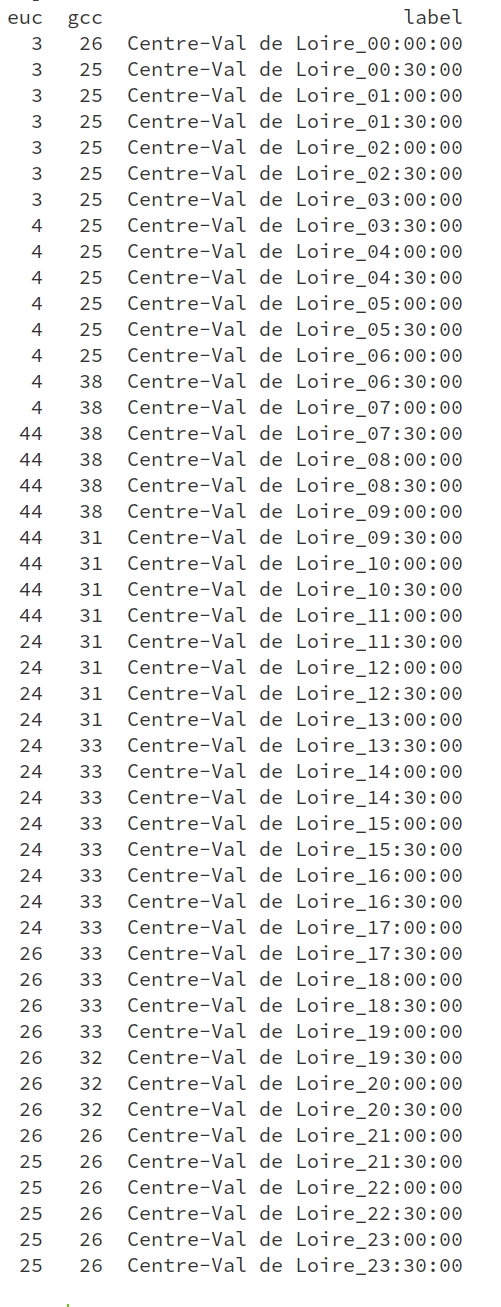 euc gcc label
3 26 Centre-Val de Loire_00:00:00
3 25 Centre-Val de Loire_00:30:00
3 25 Centre-Val de Loire_01:00:00
3 25 Centre-Val de Loire_01:30:00
3 25 Centre-Val de Loire_02:00:00
3 25 Centre-Val de Loire_02:30:00
3 25 Centre-Val de Loire_03:00:00
4 25 Centre-Val de Loire_03:30:00
4 25 Centre-Val de Loire_04:00:00
4 25 Centre-Val de Loire_04:30:00
4 25 Centre-Val de Loire_05:00:00
4 25 Centre-Val de Loire_05:30:00
4 25 Centre-Val de Loire_06:00:00
4 38 Centre-Val de Loire_06:30:00
4 38 Centre-Val de Loire_07:00:00
44 38 Centre-Val de Loire_07:30:00
44 38 Centre-Val de Loire_08:00:00
44 38 Centre-Val de Loire_08:30:00
44 38 Centre-Val de Loire_09:00:00
44 31 Centre-Val de Loire_09:30:00
44 31 Centre-Val de Loire_10:00:00
44 31 Centre-Val de Loire_10:30:00
44 31 Centre-Val de Loire_11:00:00
24 31 Centre-Val de Loire_11:30:00
24 31 Centre-Val de Loire_12:00:00
24 31 Centre-Val de Loire_12:30:00
24 31 Centre-Val de Loire_13:00:00
24 33 Centre-Val de Loire_13:30:00
24 33 Centre-Val de Loire_14:00:00
24 33 Centre-Val de Loire_14:30:00
24 33 Centre-Val de Loire_15:00:00
24 33 Centre-Val de Loire_15:30:00
24 33 Centre-Val de Loire_16:00:00
24 33 Centre-Val de Loire_16:30:00
24 33 Centre-Val de Loire_17:00:00
26 33 Centre-Val de Loire_17:30:00
26 33 Centre-Val de Loire_18:00:00
26 33 Centre-Val de Loire_18:30:00
26 33 Centre-Val de Loire_19:00:00
26 32 Centre-Val de Loire_19:30:00
26 32 Centre-Val de Loire_20:00:00
26 32 Centre-Val de Loire_20:30:00
26 26 Centre-Val de Loire_21:00:00
25 26 Centre-Val de Loire_21:30:00
25 26 Centre-Val de Loire_22:00:00
25 26 Centre-Val de Loire_22:30:00
25 26 Centre-Val de Loire_23:00:00
25 26 Centre-Val de Loire_23:30:00